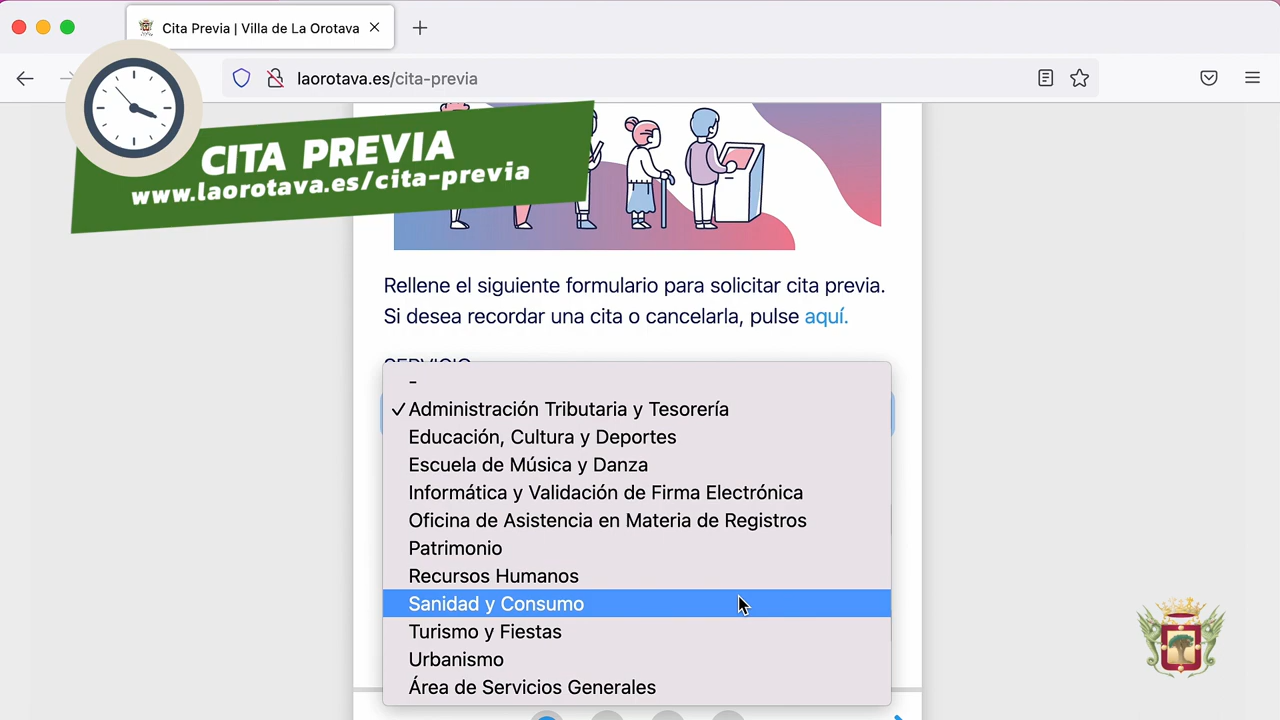 Cita Previa | Villa de La Orotava
laorotava.es/cita-previa
CITA PREVIA
www.laorotava.es/cita-previa
Rellene el siguiente formulario para solicitar cita previa.
Si desea recordar una cita o cancelarla, pulse aquí.
SERVICIO
-
Administración Tributaria y Tesorería
Educación, Cultura y Deportes
Escuela de Música y Danza
Informática y Validación de Firma Electrónica
Oficina de Asistencia en Materia de Registros
Patrimonio
Recursos Humanos
Sanidad y Consumo
Turismo y Fiestas
Urbanismo
Área de Servicios Generales